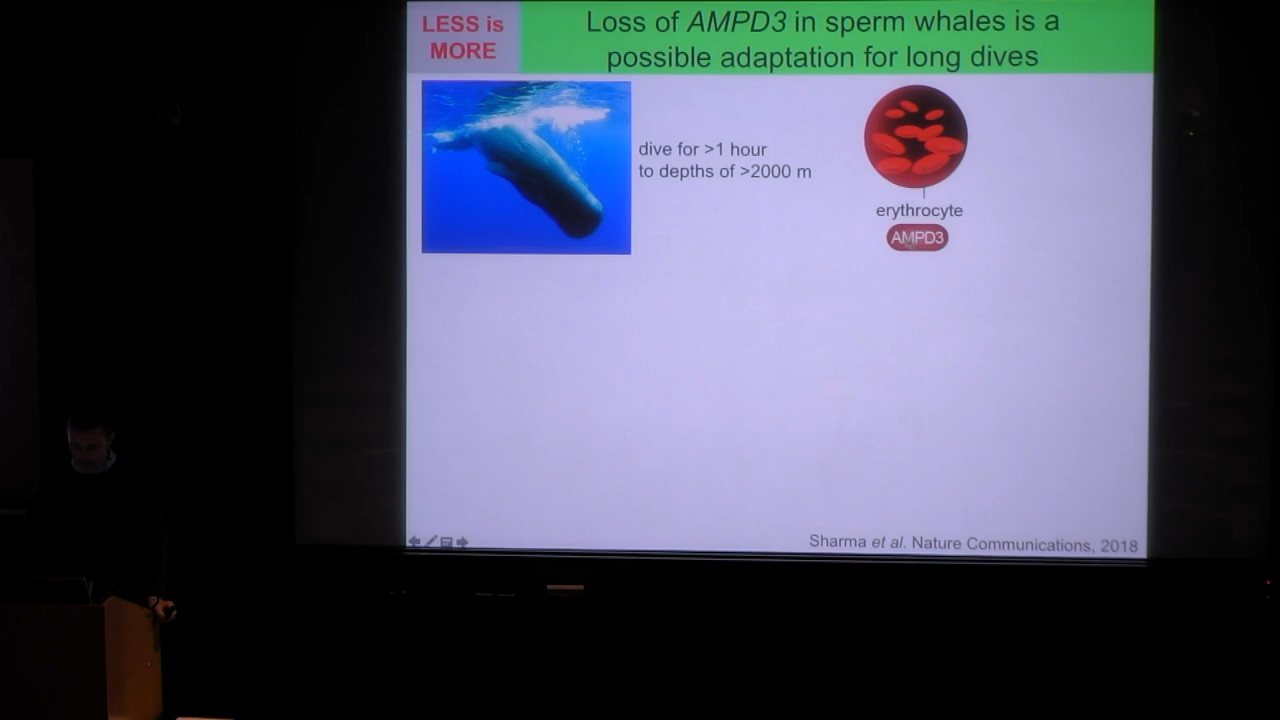 LESS is
MORE
Loss of AMPD3 in sperm whales is a
possible adaptation for long dives
dive for >1 hour
to depths of >2000 m
erythrocyte
AMPD3
Sharma et al. Nature Communications, 2018